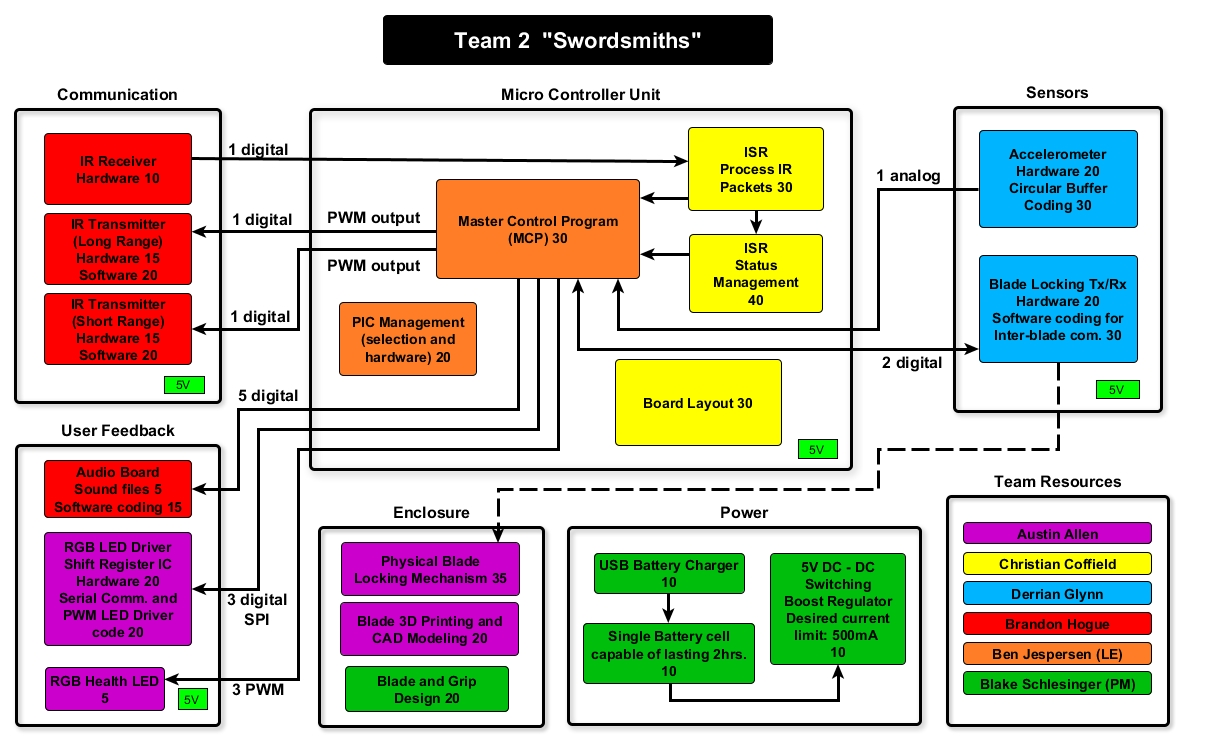 Team 2 "Swordsmiths"
Communication
IR Receiver
Hardware 10
IR Transmitter
(Long Range)
Hardware 15
Software 20
IR Transmitter
(Short Range)
Hardware 15
Software 20
5V
1 digital
1 digital
1 digital
Micro Controller Unit
PWM output
PWM output
Master Control Program
(MCP) 30
ISR
Process IR
Packets 30
ISR
Status
Management
40
PIC Management
(selection and
hardware) 20
Board Layout 30
5V
1 analog
2 digital
Sensors
Accelerometer
Hardware 20
Circular Buffer
Coding 30
Blade Locking Tx/Rx
Hardware 20
Software coding for
Inter-blade com. 30
5V
User Feedback
Audio Board
Sound files 5
Software coding 15
RGB LED Driver
Shift Register IC
Hardware 20
Serial Comm. and
PWM LED Driver
code 20
RGB Health LED
5
5V
5 digital
3 digital
SPI
3 PWM
Enclosure
Physical Blade
Locking Mechanism 35
Blade 3D Printing and
CAD Modeling 20
Blade and Grip
Design 20
Power
USB Battery Charger
10
Single Battery cell
capable of lasting 2hrs.
10
5V DC - DC
Switching
Boost Regulator
Desired current
limit: 500mA
10
Team Resources
Austin Allen
Christian Coffield
Derrian Glynn
Brandon Hogue
Ben Jespersen (LE)
Blake Schlesinger (PM)